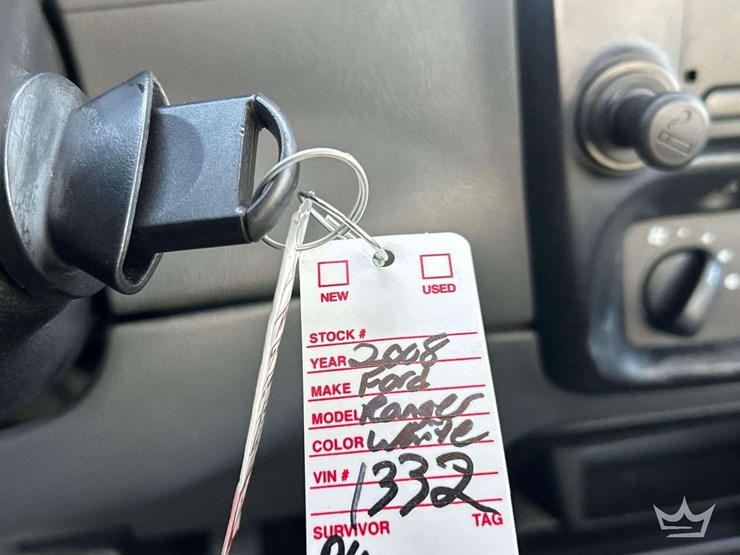 NEW USED
STOCK #
YEAR 2008
MAKE Ford
MODEL Ranger
COLOR White
VIN # 1332
SURVIVOR TAG